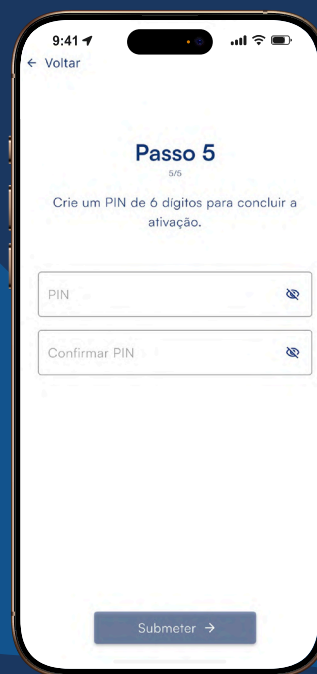 9:41
← Voltar
Passo 5
5/5
Crie um PIN de 6 dígitos para concluir a
ativação.
PIN
Confirmar PIN
Submeter →